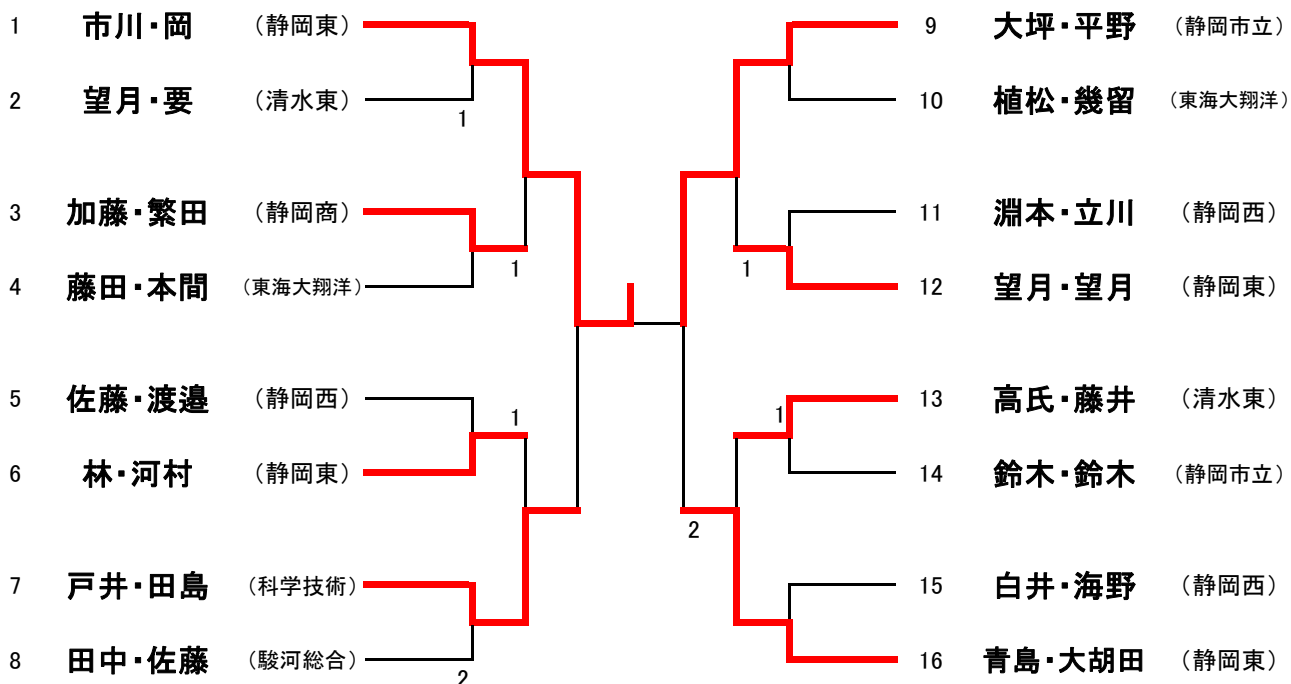 1 市川・岡 （静岡東）
2 望月・要 （清水東）
1
3 加藤・繁田 （静岡商）
1
4 藤田・本間 （東海大翔洋）
5 佐藤・渡邉 （静岡西）
1
6 林・河村 （静岡東）
7 戸井・田島 （科学技術）
8 田中・佐藤 （駿河総合）
2
9 大坪・平野 （静岡市立）
10 植松・幾留 （東海大翔洋）
11 淵本・立川 （静岡西）
1
12 望月・望月 （静岡東）
13 高氏・藤井 （清水東）
1
14 鈴木・鈴木 （静岡市立）
2
15 白井・海野 （静岡西）
16 青島・大胡田 （静岡東）